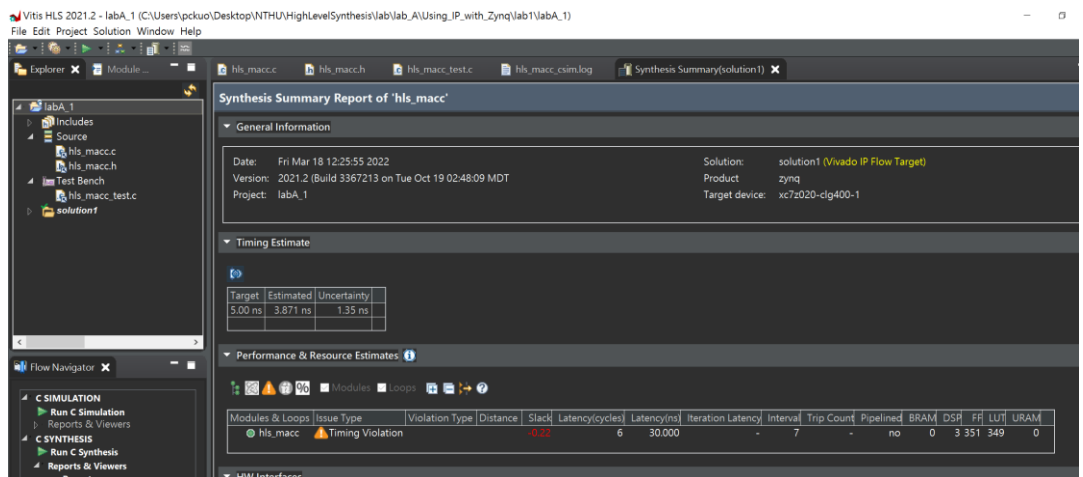 Vitis HLS 2021.2 - labA_1 (C:\Users\pckuo\Desktop\NTHU\HighLevelSynthesis\lab\lab_A\Using_IP_with_Zynq\lab1\labA_1)
File Edit Project Solution Window Help
Explorer Module ...
hls_macc.c hls_macc.h hls_macc_test.c hls_macc_csim.log Synthesis Summary(solution1)
labA_1
Includes
Source
hls_macc.c
hls_macc.h
Test Bench
hls_macc_test.c
solution1
Synthesis Summary Report of 'hls_macc'
General Information
Date: Fri Mar 18 12:25:55 2022
Version: 2021.2 (Build 3367213 on Tue Oct 19 02:48:09 MDT
Project: labA_1
Solution: solution1 (Vivado IP Flow Target)
Product zynq
Target device: xc7z020-clg400-1
Timing Estimate
Target Estimated Uncertainty
5.00 ns 3.871 ns 1.35 ns
Performance & Resource Estimates
% Modules Loops
Modules & Loops Issue Type Violation Type Distance Slack Latency(cycles) Latency(ns) Iteration Latency Interval Trip Count Pipelined BRAM DSP FF LUT URAM
hls_macc Timing Violation -0.22 6 30.000 - 7 - no 0 3 351 349 0
HW Interfaces
Flow Navigator
C SIMULATION
Run C Simulation
Reports & Viewers
C SYNTHESIS
Run C Synthesis
Reports & Viewers